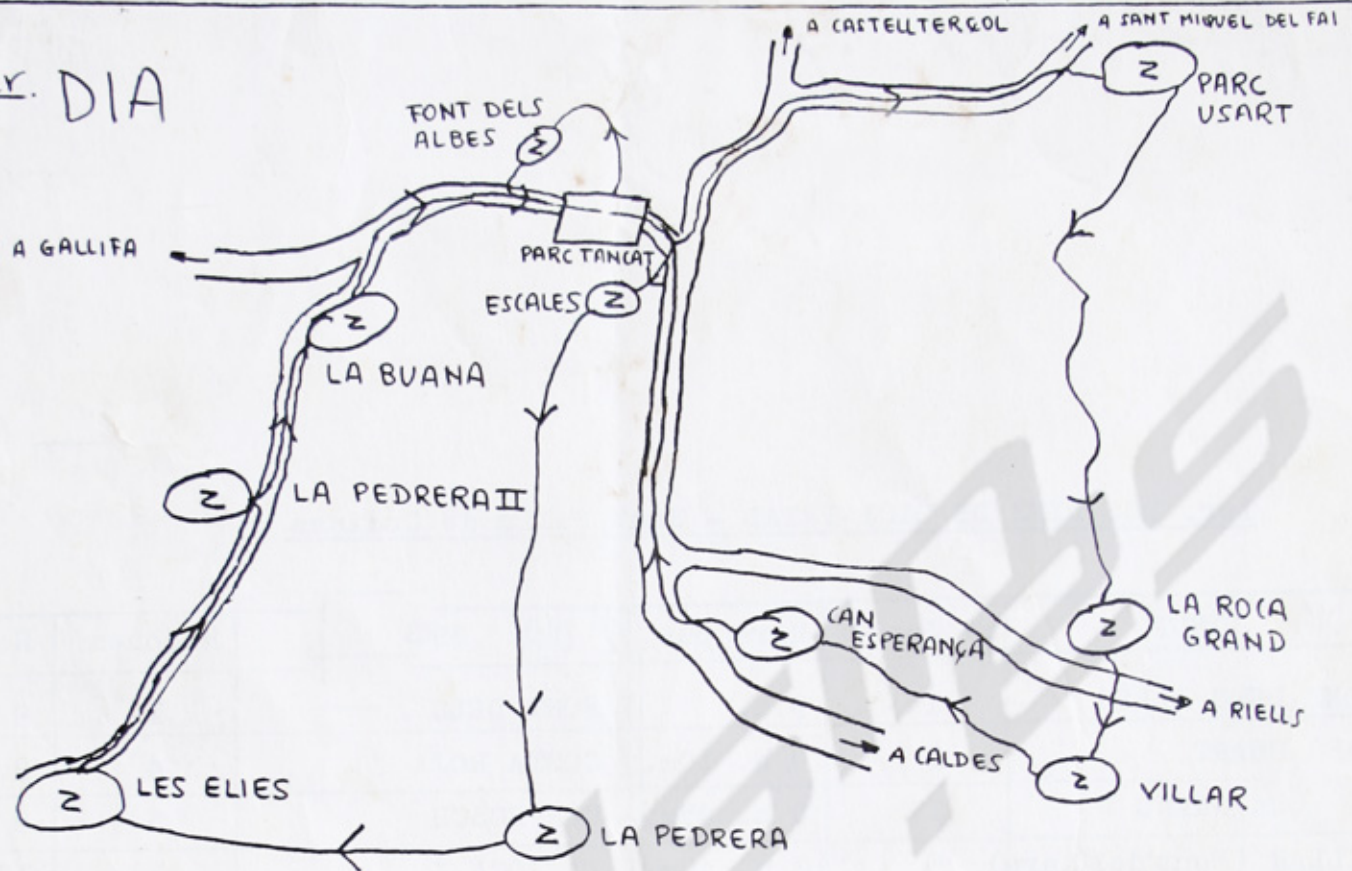 r. DIA
A CASTELLTERÇOL
A SANT MIQUEL DEL FAI
Z
PARC
USART
FONT DELS
ALBES
Z
A GALLIFA
PARC TANCAT
ESCALES
Z
Z
LA BUANA
Z
LA PEDRERA II
CAN
ESPERANÇA
Z
LA ROCA
GRAND
Z
A RIELLS
A CALDES
Z
VILLAR
Z
LES ELIES
Z
LA PEDRERA